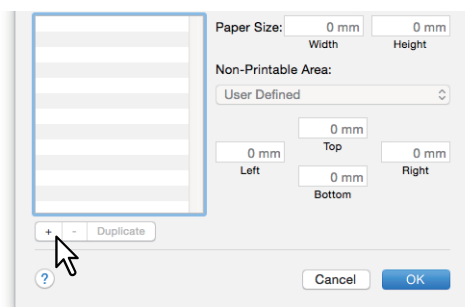 Paper Size: 0 mm 0 mm
Width Height
Non-Printable Area:
User Defined
0 mm
Top
0 mm 0 mm
Left Right
0 mm
Bottom
+ - Duplicate
? Cancel OK